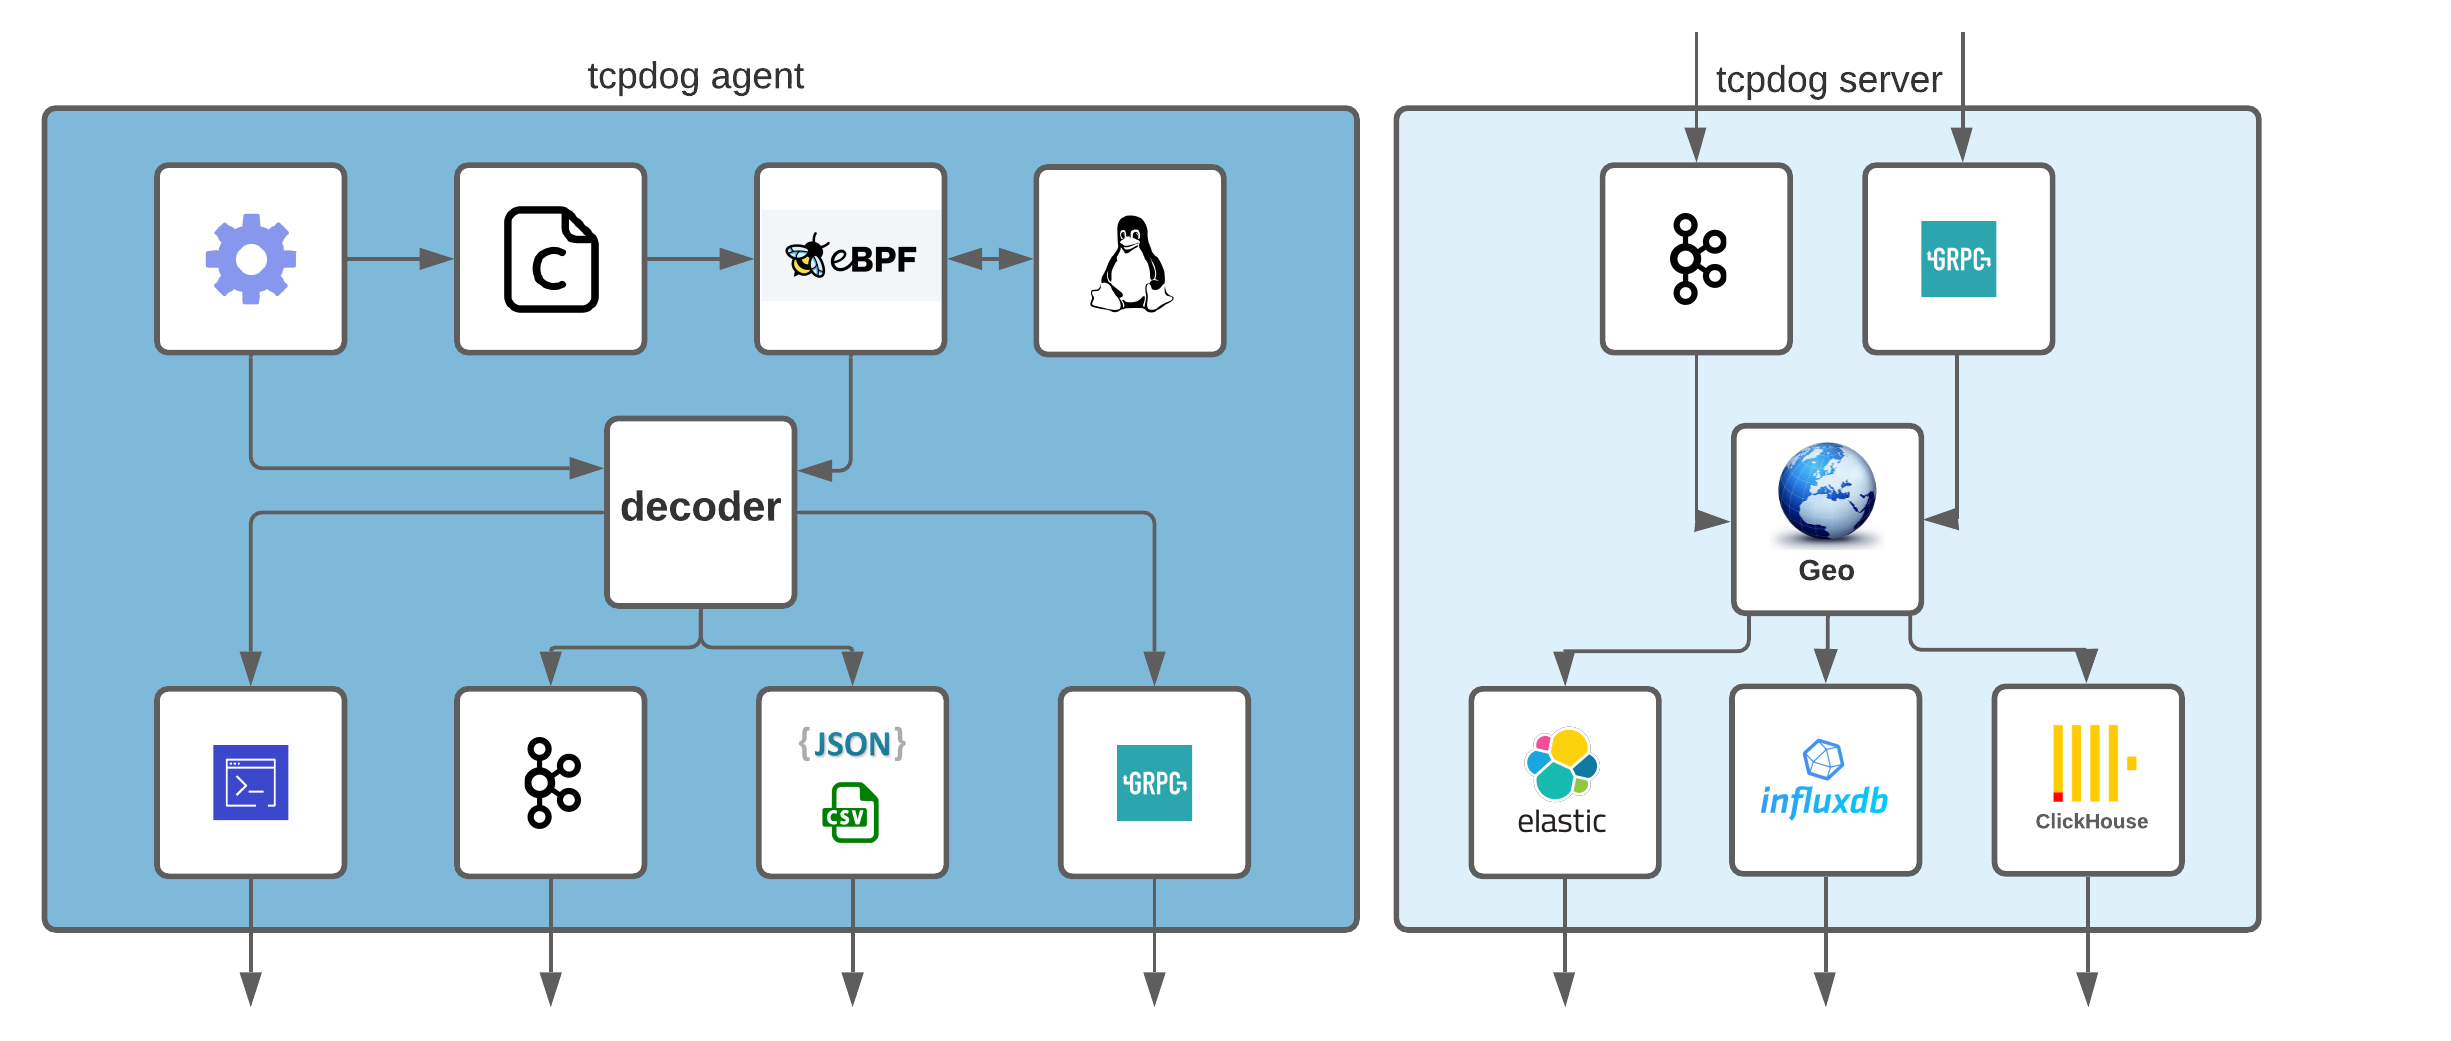 tcpdog agent
tcpdog server
C
eBPF
GRPC
decoder
Geo
{JSON}
CSV
GRPC
elastic
influxdb
ClickHouse